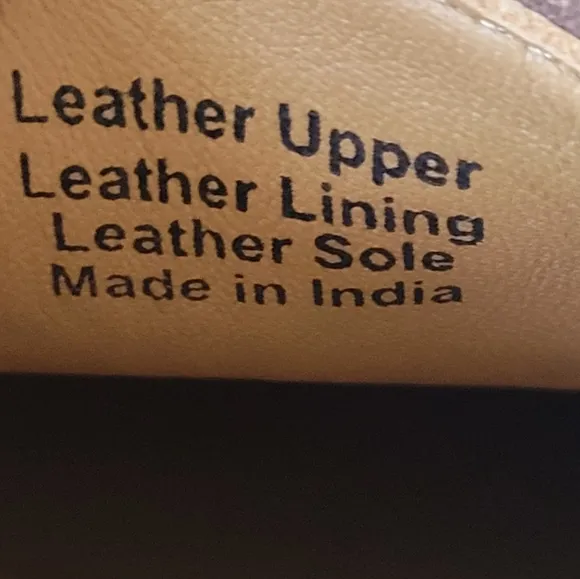 Leather Upper
Leather Lining
Leather Sole
Made in India